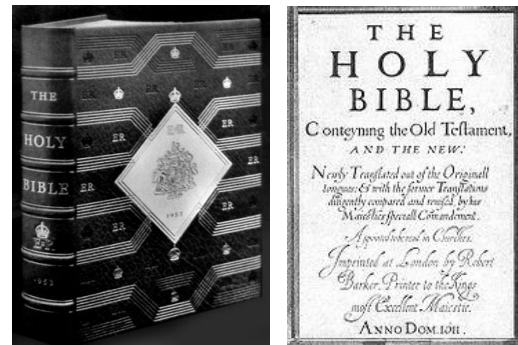 THE
HOLY
BIBLE
ER
1953
ER
ER
ER
ER
ER
ER
ER
1953
THE
HOLY
BIBLE,
Conteyning the Old Teſtament,
AND THE NEW:
Newly Tranſlated out of the Originall
tongues: & with the former Tranſlations
diligently compared and reuiſed, by his
Maieſties ſpeciall Comandement.
Appointed to be read in Churches.
Imprinted at London by Robert
Barker, Printer to the Kings
moſt Excellent Maieſtie.
ANNO DOM. 1611.